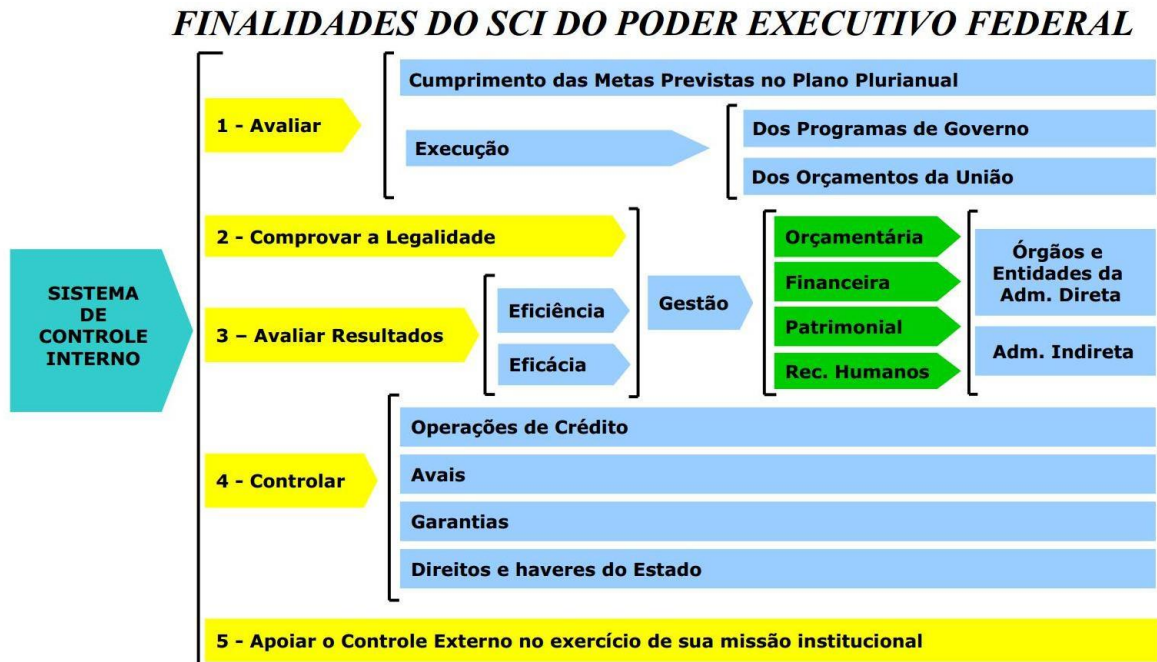 FINALIDADES DO SCI DO PODER EXECUTIVO FEDERAL
SISTEMA
DE
CONTROLE
INTERNO
1 - Avaliar
Cumprimento das Metas Previstas no Plano Plurianual
Execução
Dos Programas de Governo
Dos Orçamentos da União
2 - Comprovar a Legalidade
3 – Avaliar Resultados
Eficiência
Eficácia
Gestão
Orçamentária
Financeira
Patrimonial
Rec. Humanos
Órgãos e
Entidades da
Adm. Direta
Adm. Indireta
4 - Controlar
Operações de Crédito
Avais
Garantias
Direitos e haveres do Estado
5 - Apoiar o Controle Externo no exercício de sua missão institucional